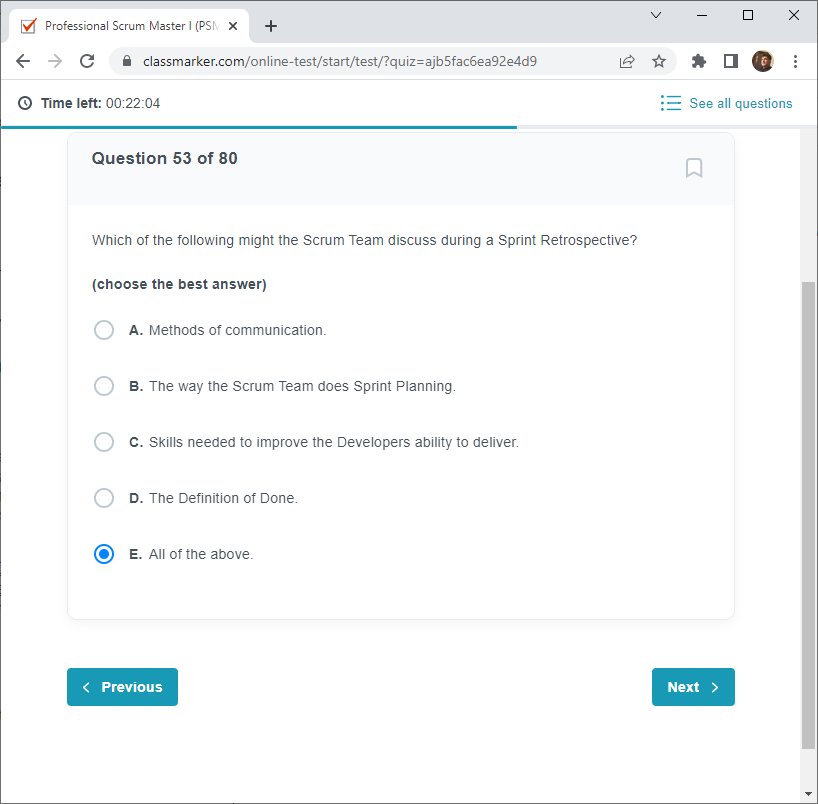 Professional Scrum Master I (PSM
classmarker.com/online-test/start/test/?quiz=ajb5fac6ea92e4d9
Time left: 00:22:04
See all questions
Question 53 of 80
Which of the following might the Scrum Team discuss during a Sprint Retrospective?
(choose the best answer)
A. Methods of communication.
B. The way the Scrum Team does Sprint Planning.
C. Skills needed to improve the Developers ability to deliver.
D. The Definition of Done.
E. All of the above.
Previous
Next